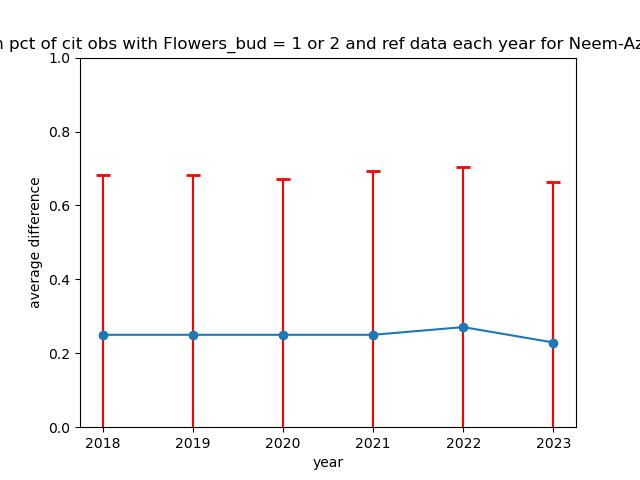 pct of cit obs with Flowers_bud = 1 or 2 and ref data each year for Neem-Az
1.0
0.8
0.6
0.4
0.2
0.0
average difference
2018 2019 2020 2021 2022 2023
year